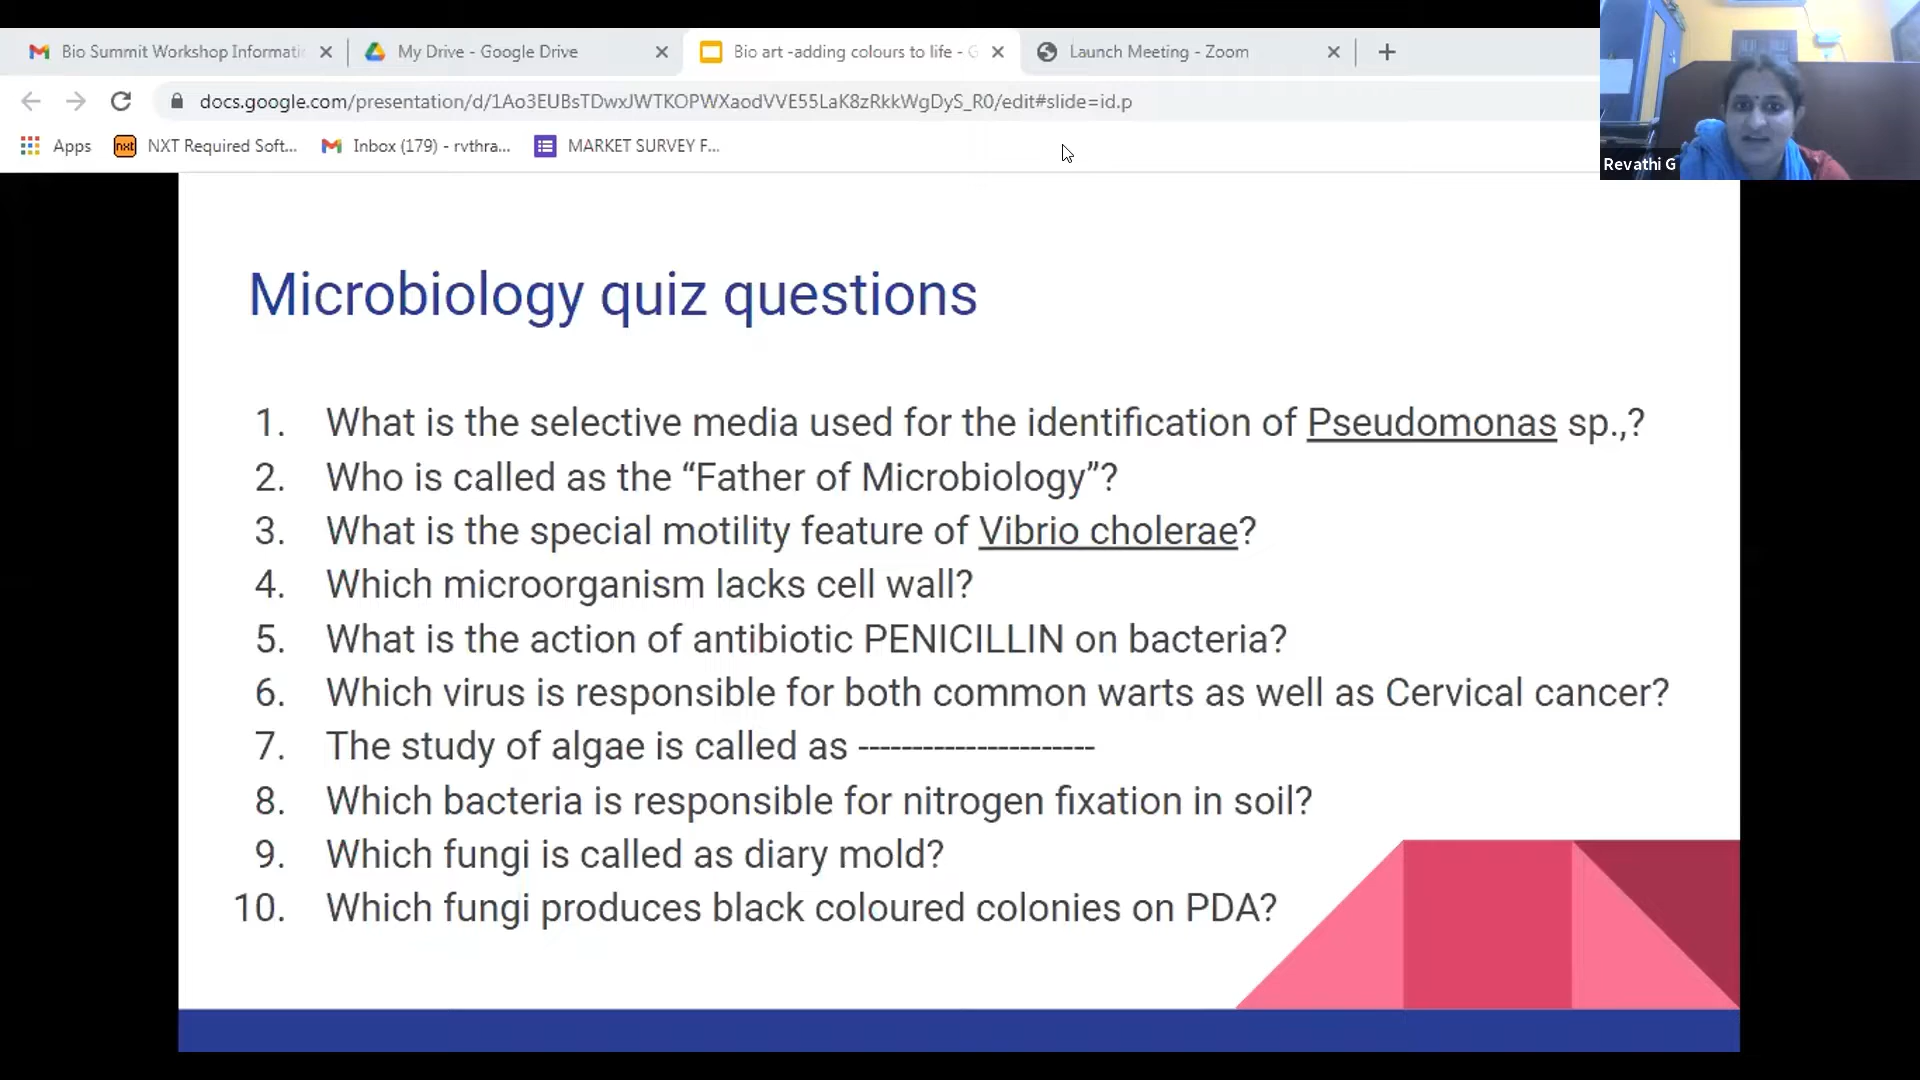 Bio Summit Workshop Informati
My Drive - Google Drive
Bio art -adding colours to life - G
Launch Meeting - Zoom
docs.google.com/presentation/d/1Ao3EUBsTDwxJWTKOPWXaodVVE55LaK8zRkkWgDyS_R0/edit#slide=id.p
Apps
nxt
NXT Required Soft...
Inbox (179) - rvthra...
MARKET SURVEY F...
Revathi G
Microbiology quiz questions
1. What is the selective media used for the identification of Pseudomonas sp.,?
2. Who is called as the “Father of Microbiology”?
3. What is the special motility feature of Vibrio cholerae?
4. Which microorganism lacks cell wall?
5. What is the action of antibiotic PENICILLIN on bacteria?
6. Which virus is responsible for both common warts as well as Cervical cancer?
7. The study of algae is called as ----------------------
8. Which bacteria is responsible for nitrogen fixation in soil?
9. Which fungi is called as diary mold?
10. Which fungi produces black coloured colonies on PDA?